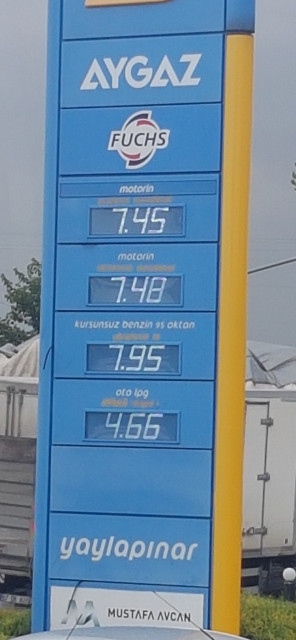 AYGAZ
FUCHS
motorin
7.45
motorin
7.48
kurşunsuz benzin 95 oktan
7.95
oto lpg
4.66
yaylapınar
MUSTAFA AVCAN